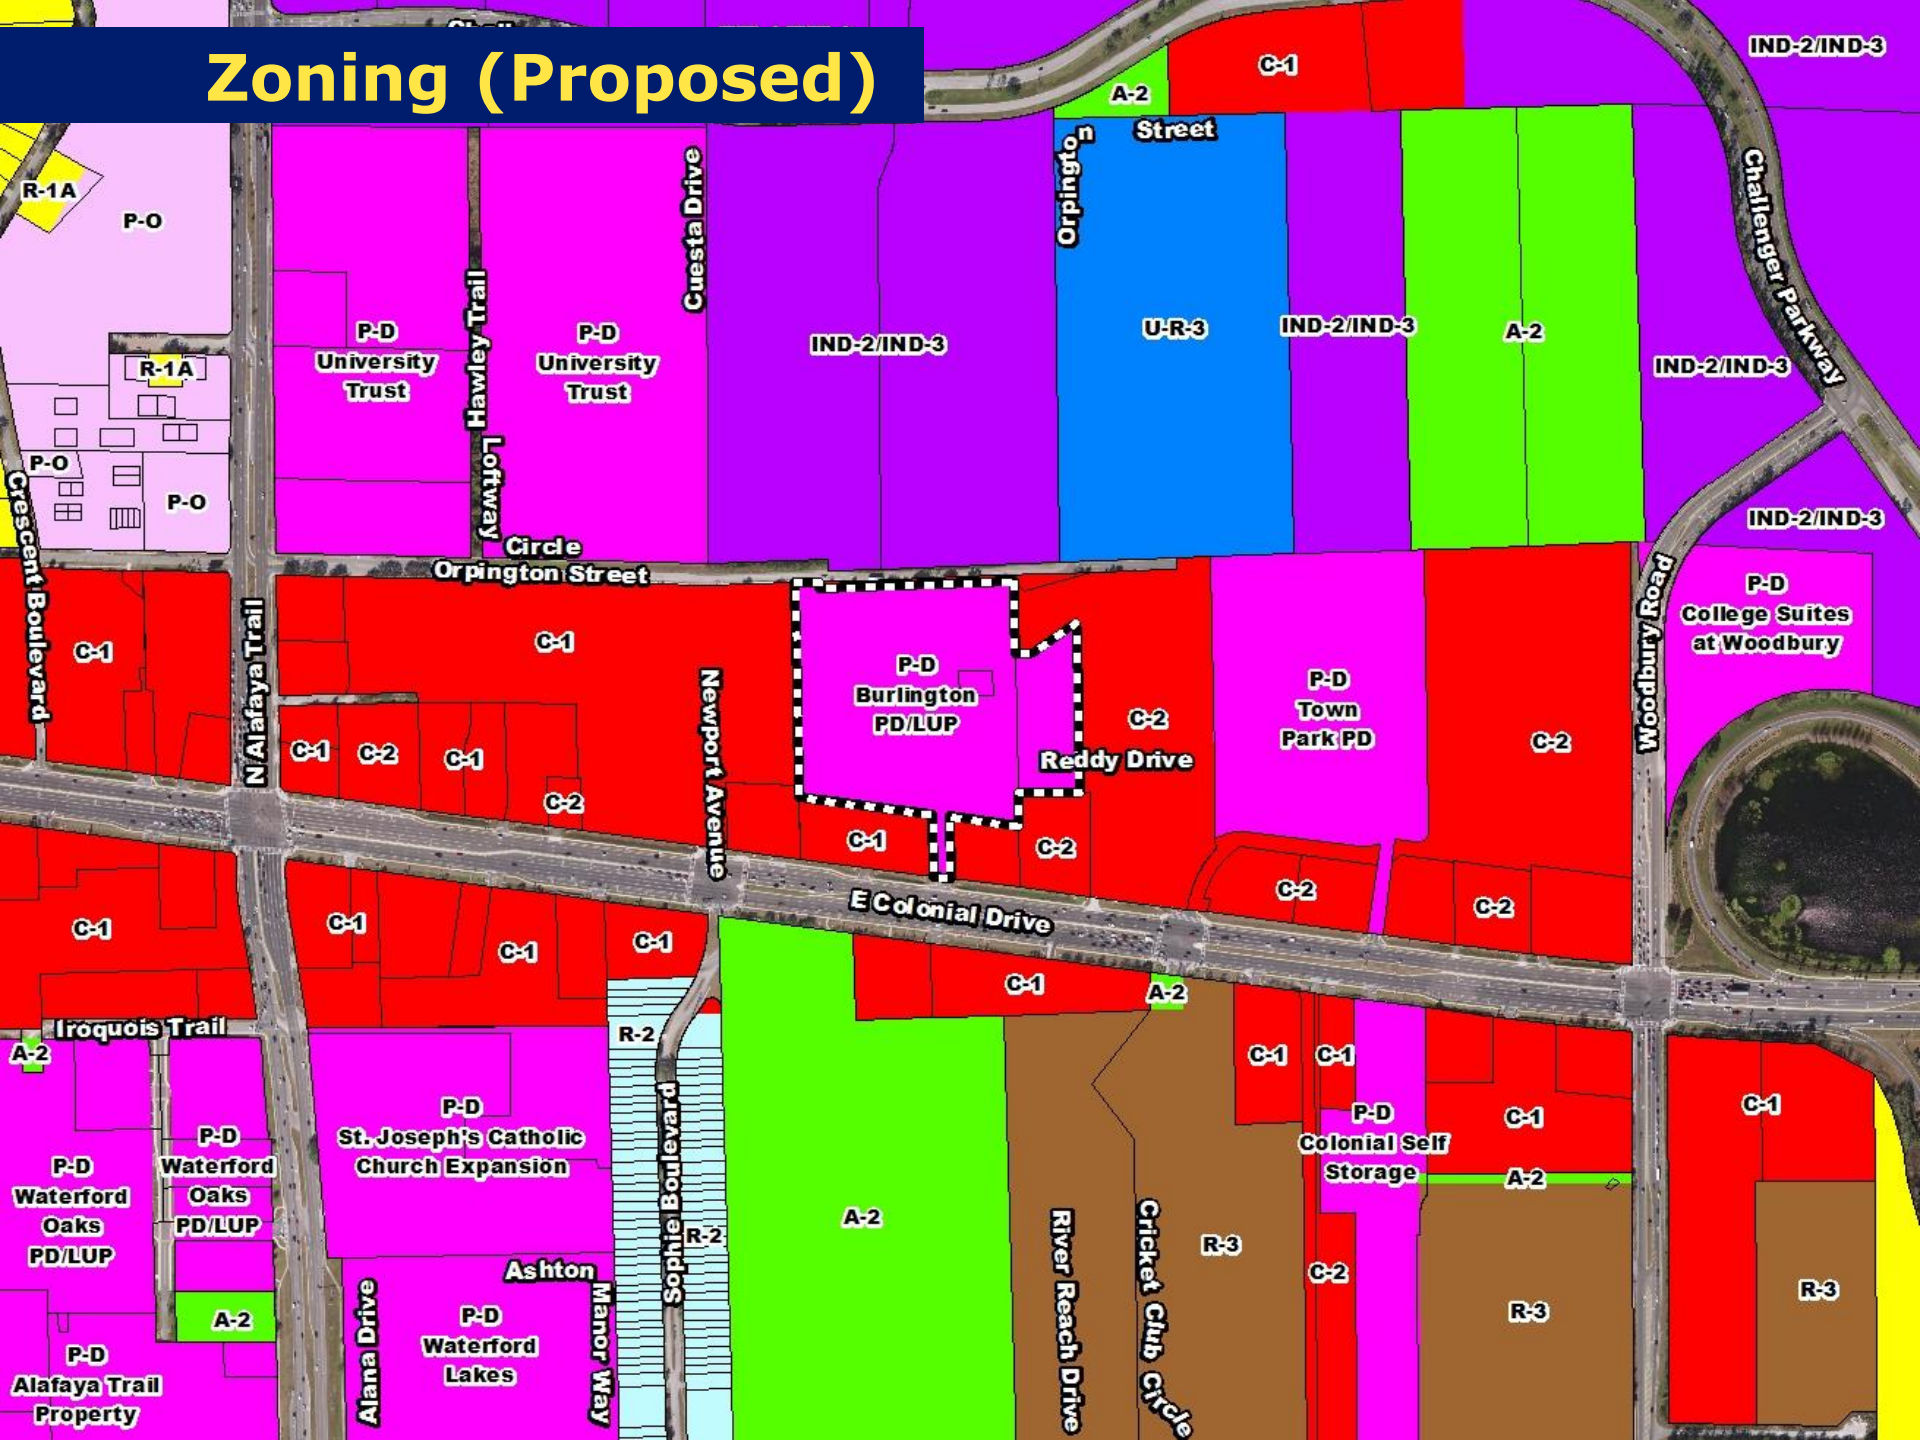 Zoning (Proposed)
IND-2/IND-3
C-1
A-2
Orpington
Street
R-1A
P-O
Cuesta Drive
Challenger Parkway
P-D
University
Trust
Hawley Trail
P-D
University
Trust
IND-2/IND-3
U-R-3
IND-2/IND-3
A-2
IND-2/IND-3
R-1A
P-O
P-O
Crescent Boulevard
Loftway
Circle
IND-2/IND-3
Orpington Street
N Alafaya Trail
C-1
C-1
Newport Avenue
P-D
Burlington
PD/LUP
C-2
Reddy Drive
P-D
Town
Park PD
C-2
Woodbury Road
P-D
College Suites
at Woodbury
C-1
C-2
C-1
C-2
C-1
C-2
C-2
C-2
E Colonial Drive
C-1
C-1
C-1
C-1
C-1
A-2
Iroquois Trail
A-2
R-2
C-1
C-1
C-1
C-1
P-D
St. Joseph's Catholic
Church Expansion
P-D
Waterford
Oaks
PD/LUP
P-D
Waterford
Oaks
PD/LUP
Sophie Boulevard
R-2
A-2
P-D
Colonial Self
Storage
A-2
River Reach Drive
Cricket Club Circle
R-3
C-2
R-3
R-3
Ashton
Manor Way
Alana Drive
P-D
Waterford
Lakes
A-2
P-D
Alafaya Trail
Property